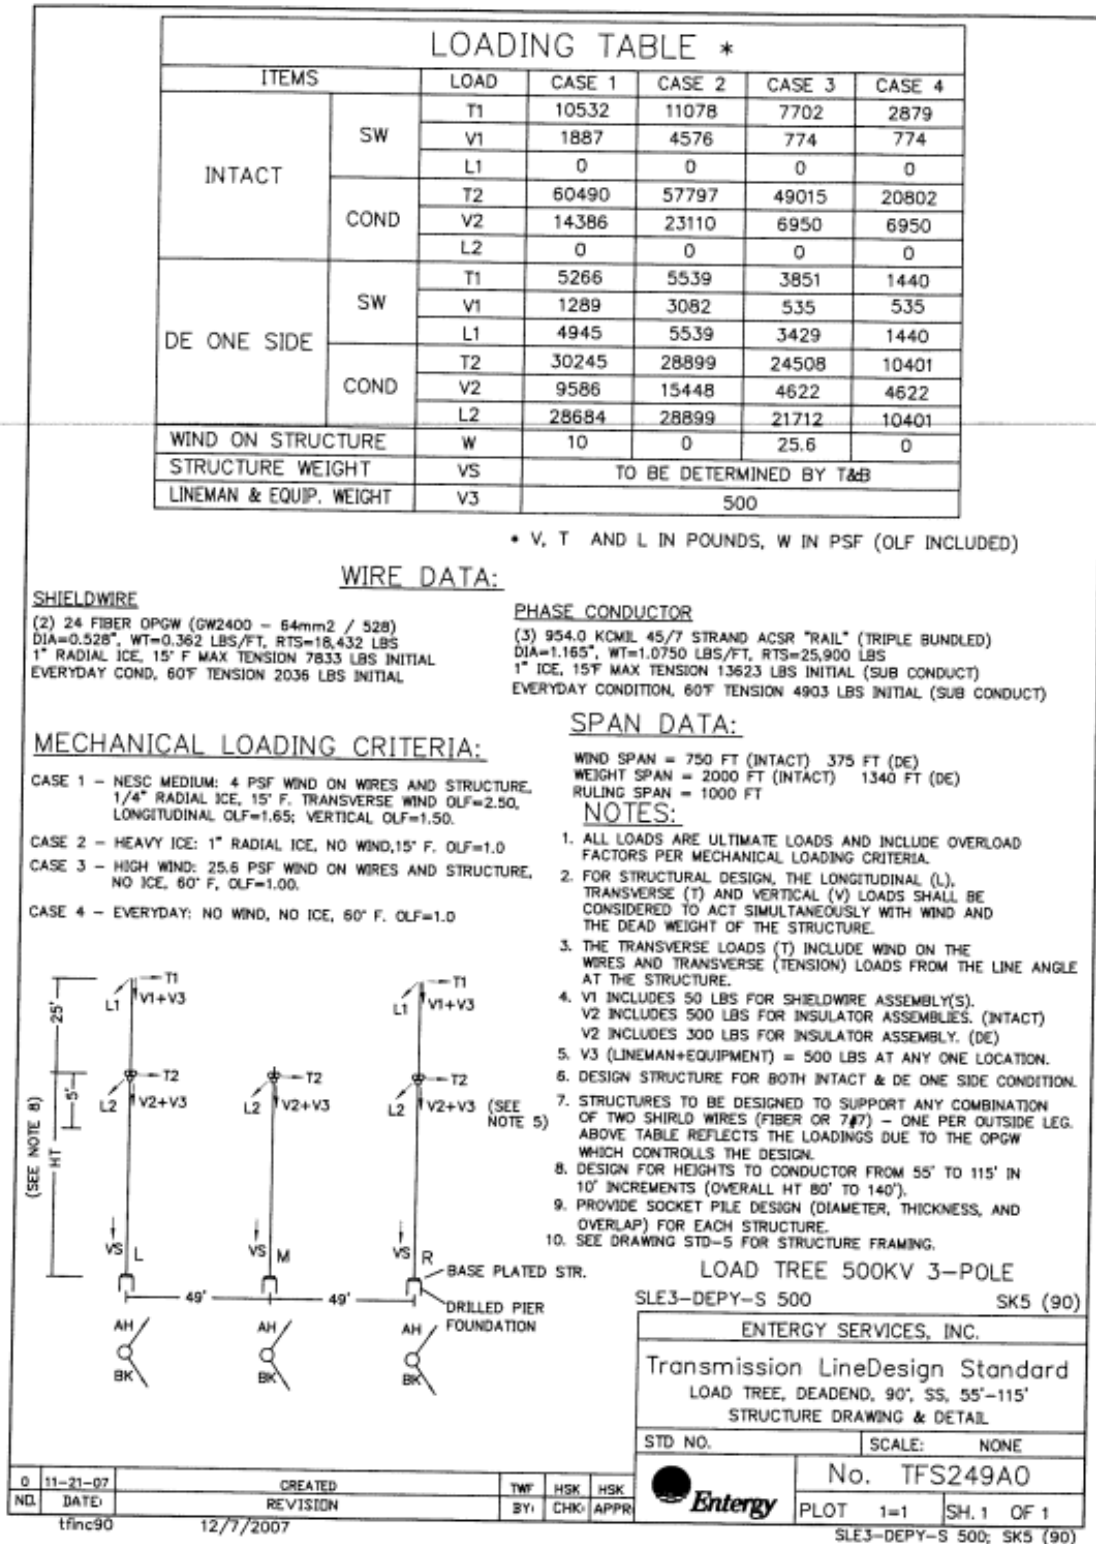 LOADING TABLE *
ITEMS LOAD CASE 1 CASE 2 CASE 3 CASE 4
INTACT SW T1 10532 11078 7702 2879
V1 1887 4576 774 774
L1 0 0 0 0
COND T2 60490 57797 49015 20802
V2 14386 23110 6950 6950
L2 0 0 0 0
DE ONE SIDE SW T1 5266 5539 3851 1440
V1 1289 3082 535 535
L1 4945 5539 3429 1440
COND T2 30245 28899 24508 10401
V2 9586 15448 4622 4622
L2 28684 28899 21712 10401
WIND ON STRUCTURE W 10 0 25.6 0
STRUCTURE WEIGHT VS TO BE DETERMINED BY T&B
LINEMAN & EQUIP. WEIGHT V3 500
* V, T AND L IN POUNDS, W IN PSF (OLF INCLUDED)
WIRE DATA:
SHIELDWIRE
(2) 24 FIBER OPGW (GW2400 - 64mm2 / 528)
DIA=0.528", WT=0.362 LBS/FT, RTS=18,432 LBS
1" RADIAL ICE, 15° F MAX TENSION 7833 LBS INITIAL
EVERYDAY COND, 60°F TENSION 2036 LBS INITIAL
PHASE CONDUCTOR
(3) 954.0 KCMIL 45/7 STRAND ACSR "RAIL" (TRIPLE BUNDLED)
DIA=1.165", WT=1.0750 LBS/FT, RTS=25,900 LBS
1" ICE, 15°F MAX TENSION 13623 LBS INITIAL (SUB CONDUCT)
EVERYDAY CONDITION, 60°F TENSION 4903 LBS INITIAL (SUB CONDUCT)
MECHANICAL LOADING CRITERIA:
CASE 1 - NESC MEDIUM: 4 PSF WIND ON WIRES AND STRUCTURE,
1/4" RADIAL ICE, 15° F. TRANSVERSE WIND OLF=2.50,
LONGITUDINAL OLF=1.65; VERTICAL OLF=1.50.
CASE 2 - HEAVY ICE: 1" RADIAL ICE, NO WIND,15° F. OLF=1.0
CASE 3 - HIGH WIND: 25.6 PSF WIND ON WIRES AND STRUCTURE,
NO ICE, 60° F, OLF=1.00.
CASE 4 - EVERYDAY: NO WIND, NO ICE, 60° F. OLF=1.0
SPAN DATA:
WIND SPAN = 750 FT (INTACT) 375 FT (DE)
WEIGHT SPAN = 2000 FT (INTACT) 1340 FT (DE)
RULING SPAN = 1000 FT
NOTES:
1. ALL LOADS ARE ULTIMATE LOADS AND INCLUDE OVERLOAD
FACTORS PER MECHANICAL LOADING CRITERIA.
2. FOR STRUCTURAL DESIGN, THE LONGITUDINAL (L),
TRANSVERSE (T) AND VERTICAL (V) LOADS SHALL BE
CONSIDERED TO ACT SIMULTANEOUSLY WITH WIND AND
THE DEAD WEIGHT OF THE STRUCTURE.
3. THE TRANSVERSE LOADS (T) INCLUDE WIND ON THE
WIRES AND TRANSVERSE (TENSION) LOADS FROM THE LINE ANGLE
AT THE STRUCTURE.
4. V1 INCLUDES 50 LBS FOR SHIELDWIRE ASSEMBLY(S).
V2 INCLUDES 500 LBS FOR INSULATOR ASSEMBLIES. (INTACT)
V2 INCLUDES 300 LBS FOR INSULATOR ASSEMBLY. (DE)
5. V3 (LINEMAN+EQUIPMENT) = 500 LBS AT ANY ONE LOCATION.
6. DESIGN STRUCTURE FOR BOTH INTACT & DE ONE SIDE CONDITION.
7. STRUCTURES TO BE DESIGNED TO SUPPORT ANY COMBINATION
OF TWO SHIRLD WIRES (FIBER OR 7#7) - ONE PER OUTSIDE LEG.
ABOVE TABLE REFLECTS THE LOADINGS DUE TO THE OPGW
WHICH CONTROLLS THE DESIGN.
8. DESIGN FOR HEIGHTS TO CONDUCTOR FROM 55' TO 115' IN
10' INCREMENTS (OVERALL HT 80' TO 140').
9. PROVIDE SOCKET PILE DESIGN (DIAMETER, THICKNESS, AND
OVERLAP) FOR EACH STRUCTURE.
10. SEE DRAWING STD-5 FOR STRUCTURE FRAMING.
T1 T1
L1 V1+V3 L1 V1+V3
25'
T2 T2 T2
L2 V2+V3 L2 V2+V3 L2 V2+V3 (SEE
NOTE 5)
5'
HT
(SEE NOTE 8)
VS L VS M VS R
BASE PLATED STR.
49' 49'
DRILLED PIER
FOUNDATION
AH AH AH
BK BK BK
LOAD TREE 500KV 3-POLE
SLE3-DEPY-S 500 SK5 (90)
ENTERGY SERVICES, INC.
Transmission LineDesign Standard
LOAD TREE, DEADEND, 90°, SS, 55'-115'
STRUCTURE DRAWING & DETAIL
STD NO. SCALE: NONE
Entergy
No. TFS249A0
PLOT 1=1 SH. 1 OF 1
0 11-21-07 CREATED TWF HSK HSK
NO. DATE: REVISION BY: CHK: APPR
tfinc90 12/7/2007
SLE3-DEPY-S 500; SK5 (90)